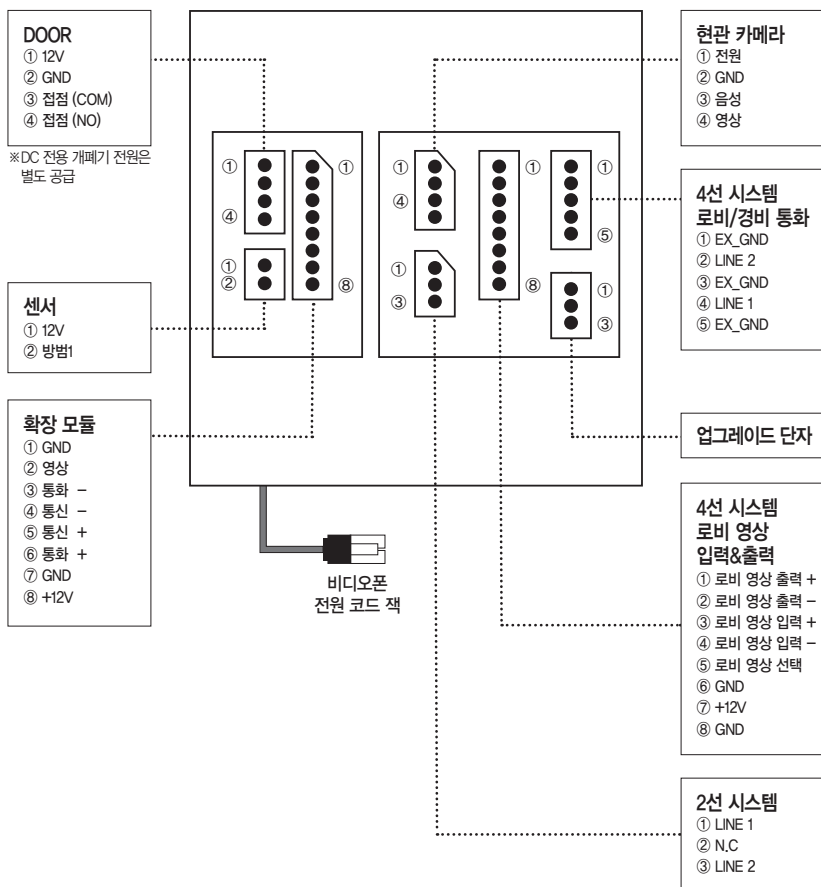 DOOR
① 12V
② GND
③ 접점 (COM)
④ 접점 (NO)
※DC 전용 개폐기 전원은
별도 공급
센서
① 12V
② 방범1
확장 모듈
① GND
② 영상
③ 통화 −
④ 통신 −
⑤ 통신 +
⑥ 통화 +
⑦ GND
⑧ +12V
①
④
①
②
①
⑧
①
④
①
③
①
⑧
①
⑤
①
③
비디오폰
전원 코드 잭
현관 카메라
① 전원
② GND
③ 음성
④ 영상
4선 시스템
로비/경비 통화
① EX_GND
② LINE 2
③ EX_GND
④ LINE 1
⑤ EX_GND
업그레이드 단자
4선 시스템
로비 영상
입력&출력
① 로비 영상 출력 +
② 로비 영상 출력 −
③ 로비 영상 입력 +
④ 로비 영상 입력 −
⑤ 로비 영상 선택
⑥ GND
⑦ +12V
⑧ GND
2선 시스템
① LINE 1
② N.C
③ LINE 2